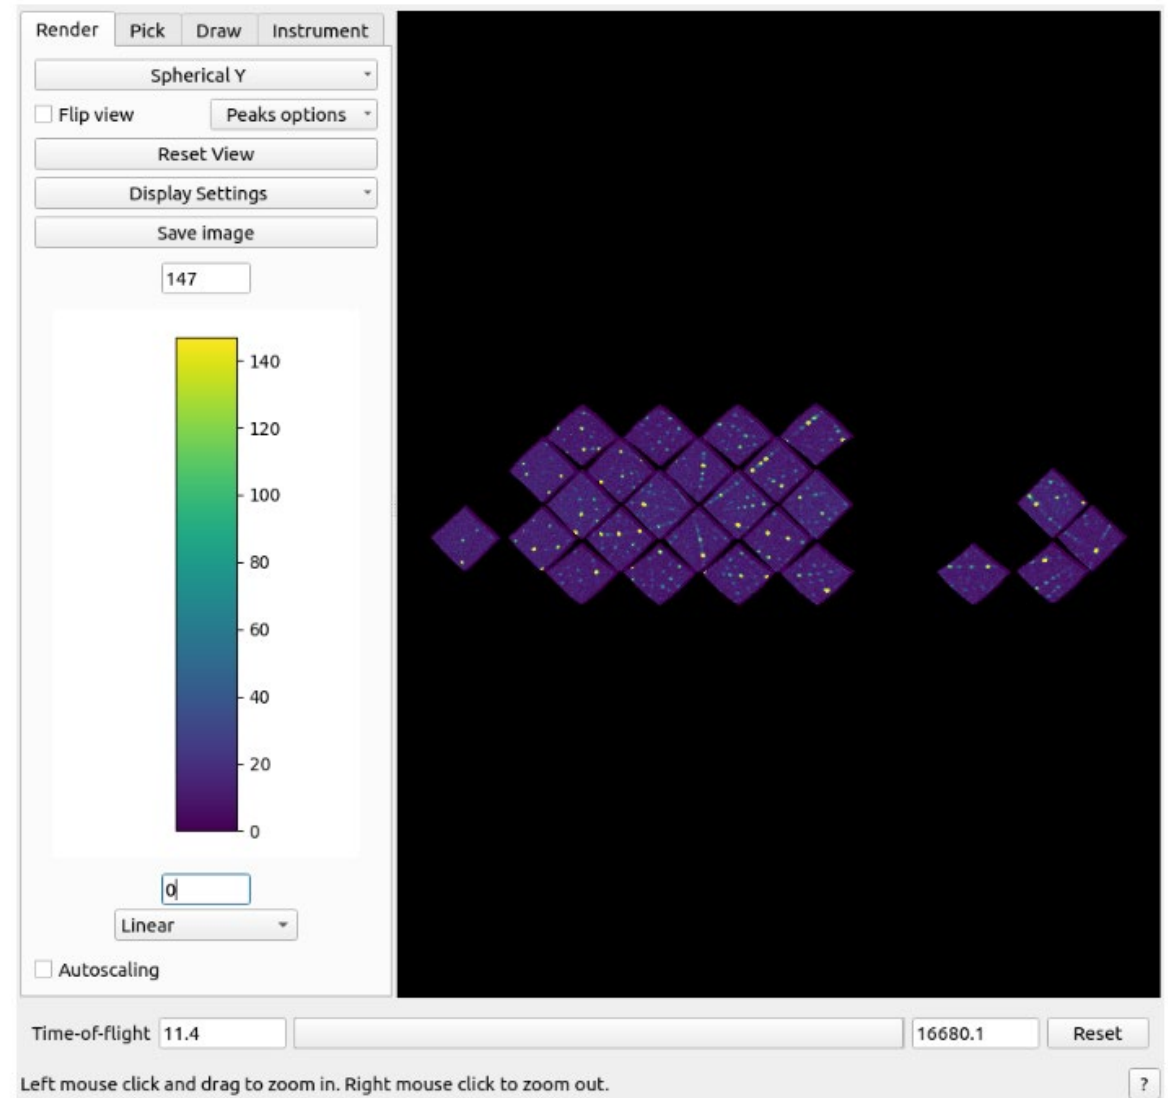 Render Pick Draw Instrument
Spherical Y
Flip view Peaks options
Reset View
Display Settings
Save image
147
140
120
100
80
60
40
20
0
0
Linear
Autoscaling
Time-of-flight 11.4 16680.1 Reset
Left mouse click and drag to zoom in. Right mouse click to zoom out. ?